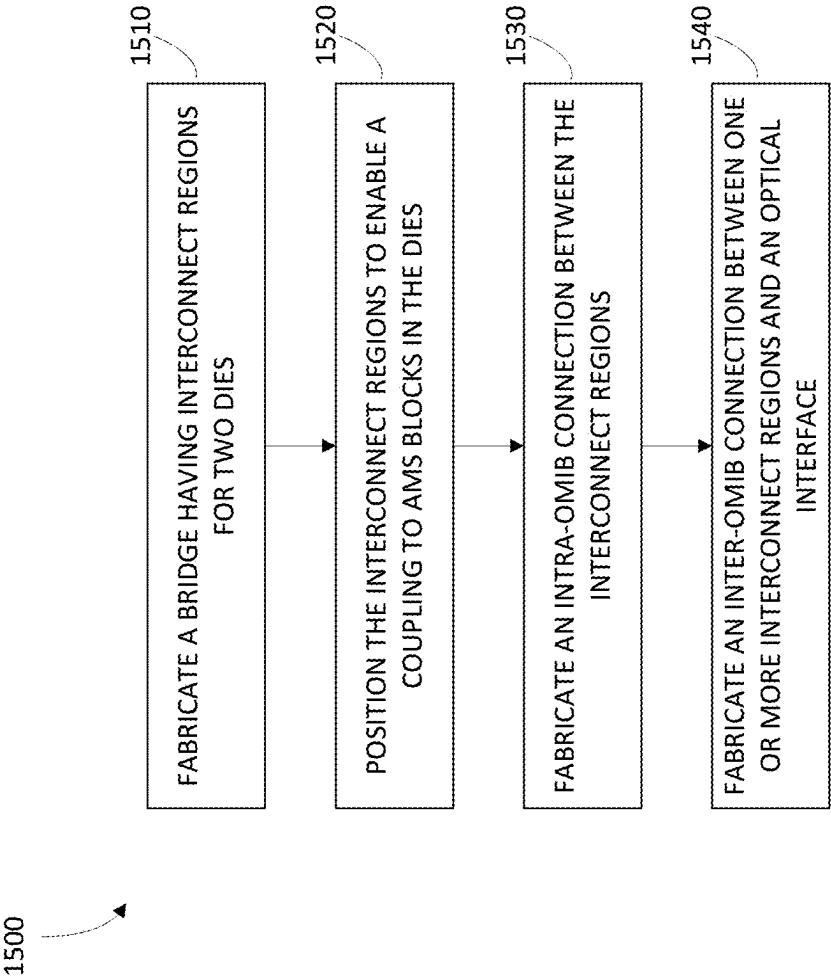 1500
1510
FABRICATE A BRIDGE HAVING INTERCONNECT REGIONS
FOR TWO DIES
1520
POSITION THE INTERCONNECT REGIONS TO ENABLE A
COUPLING TO AMS BLOCKS IN THE DIES
1530
FABRICATE AN INTRA-OMIB CONNECTION BETWEEN THE
INTERCONNECT REGIONS
1540
FABRICATE AN INTER-OMIB CONNECTION BETWEEN ONE
OR MORE INTERCONNECT REGIONS AND AN OPTICAL
INTERFACE